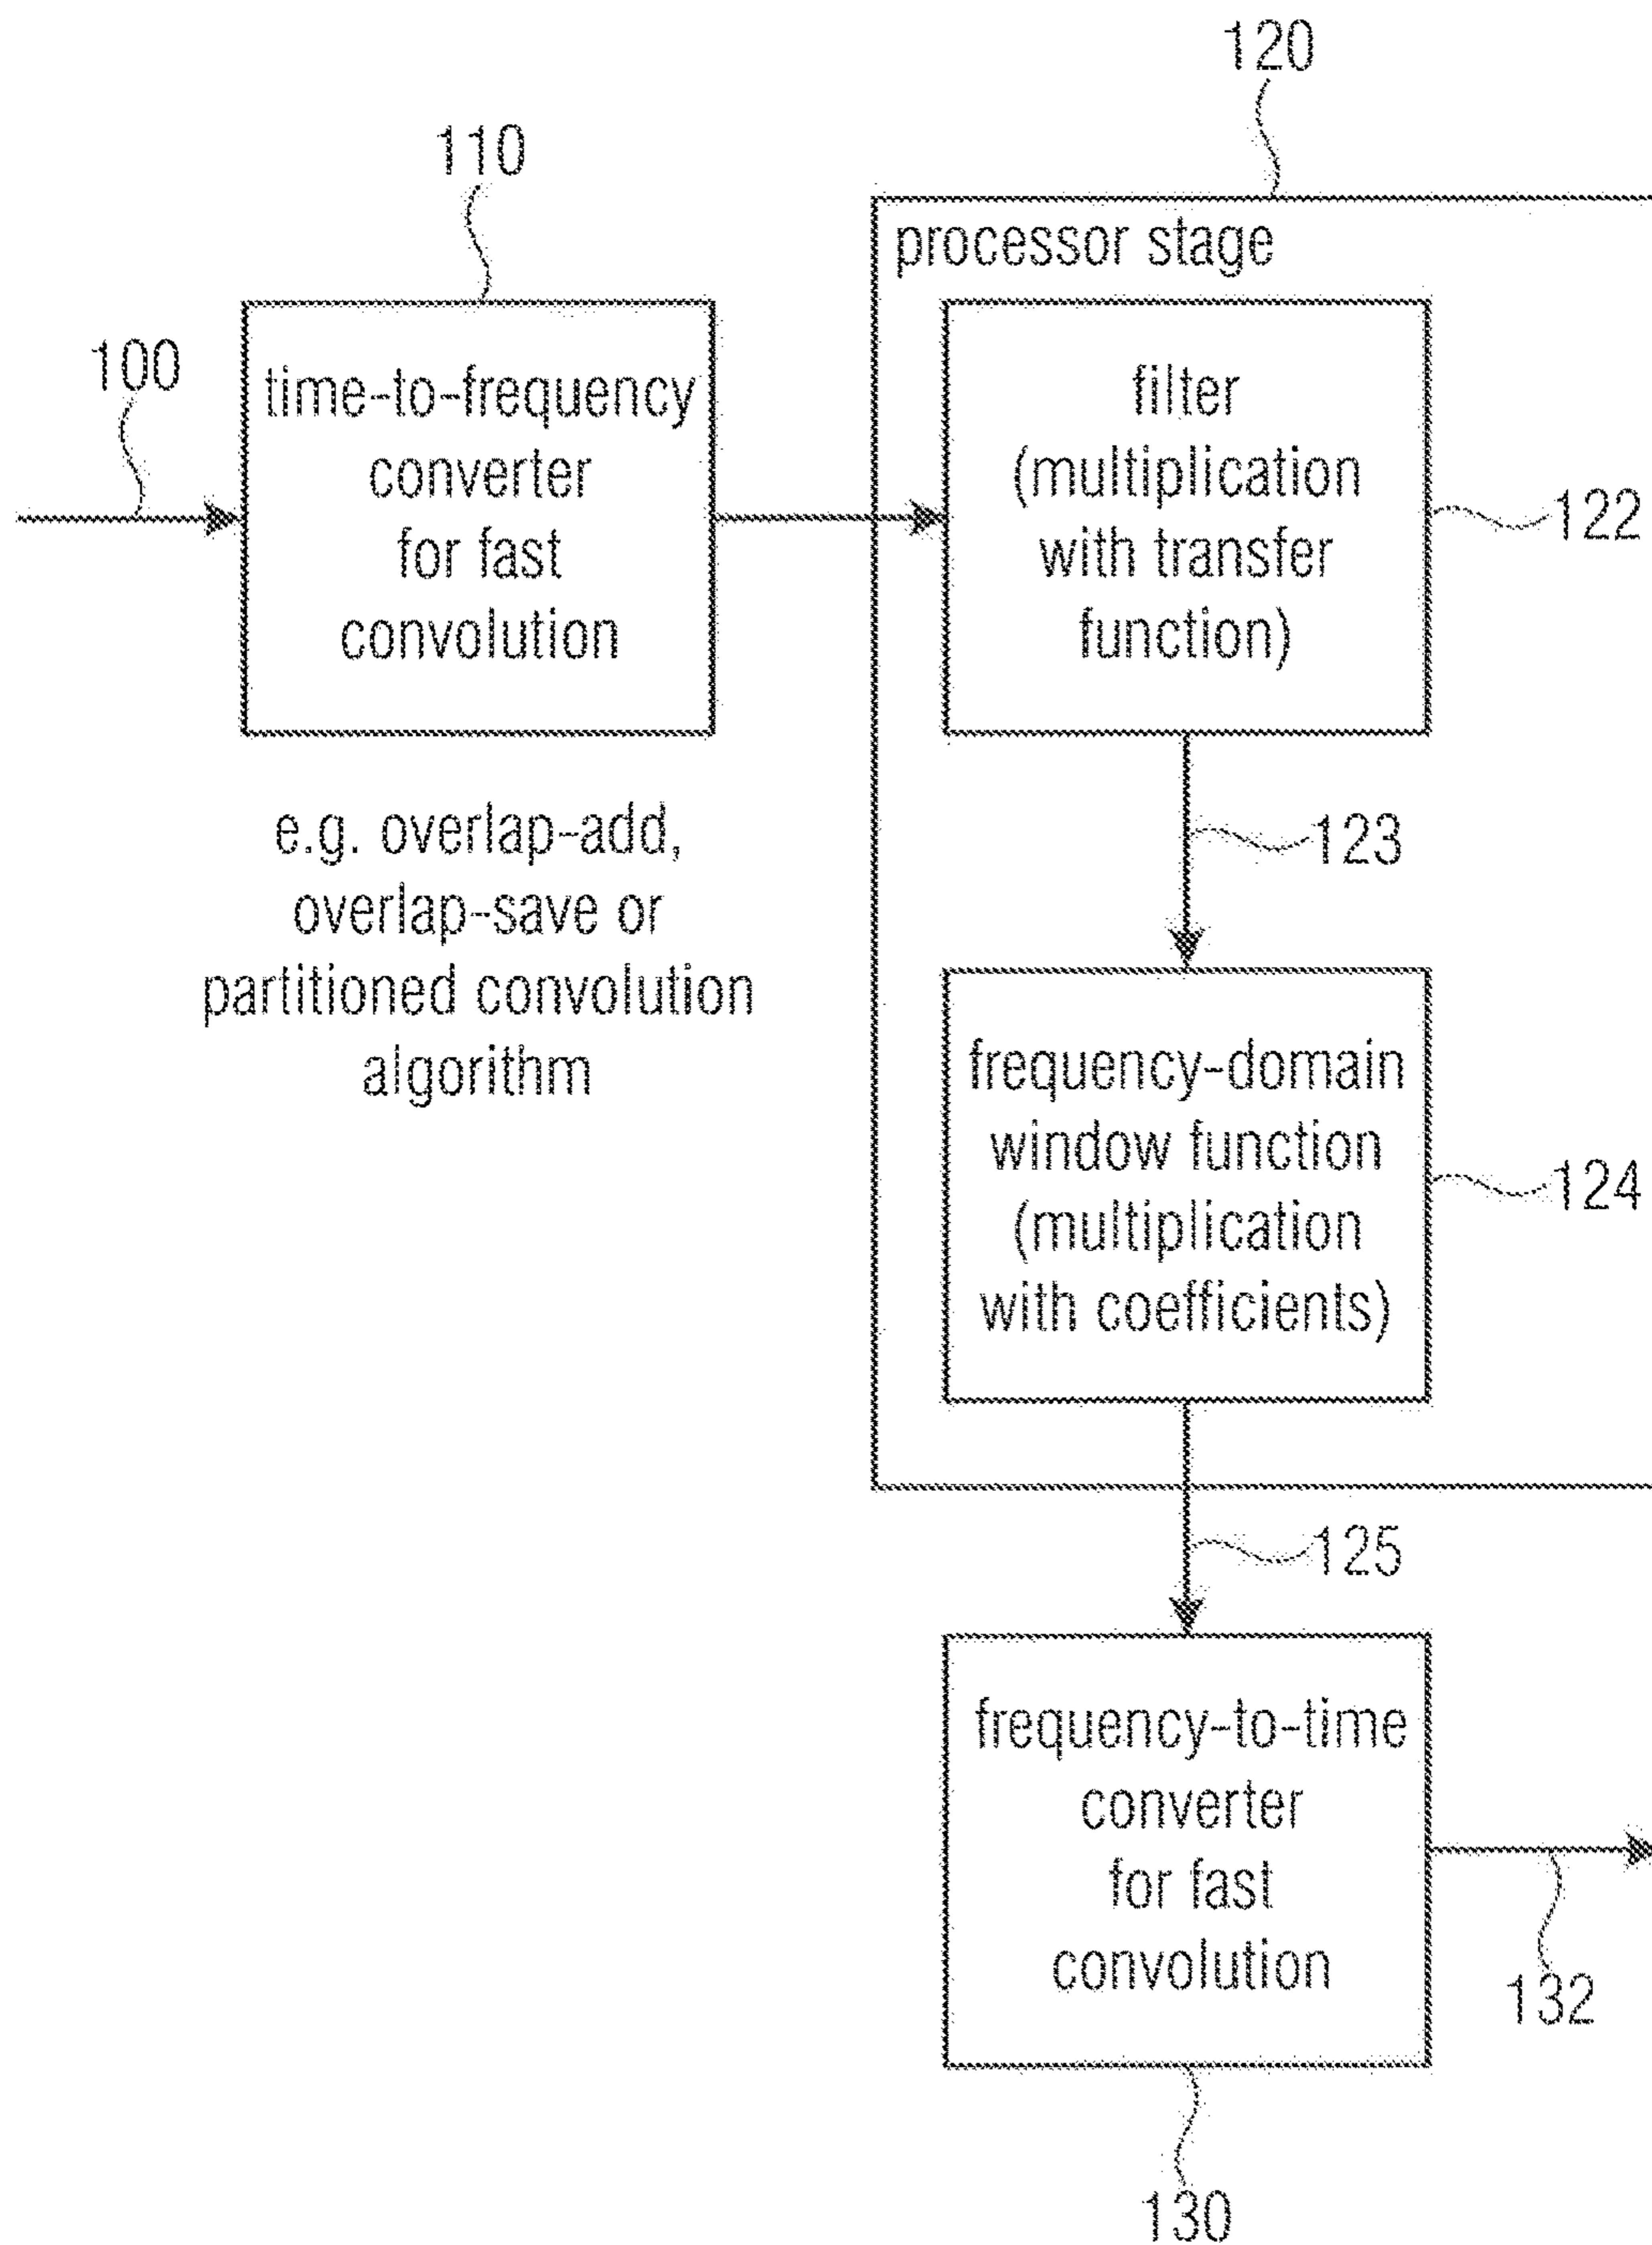 120
110
processor stage
100
time-to-frequency
converter
for fast
convolution
filter
(multiplication
with transfer
function)
122
e.g. overlap-add,
overlap-save or
partitioned convolution
algorithm
123
frequency-domain
window function
(multiplication
with coefficients)
124
125
frequency-to-time
converter
for fast
convolution
132
130